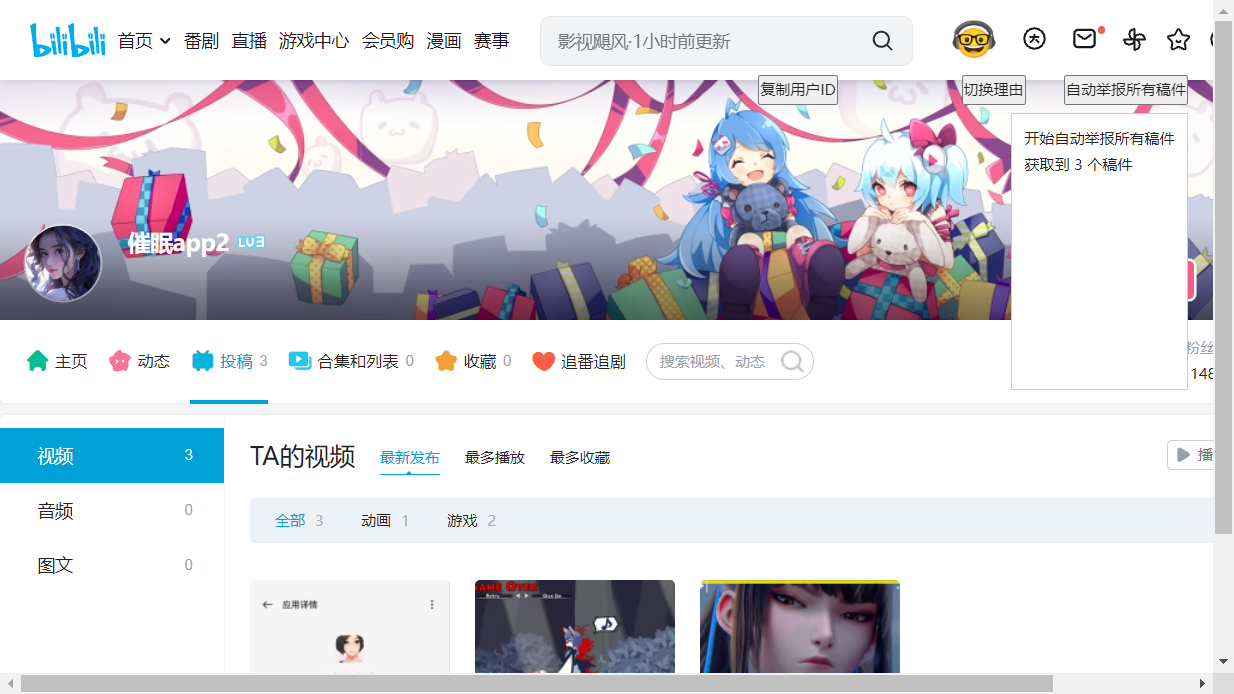 bilibili 首页 番剧 直播 游戏中心 会员购 漫画 赛事 影视飓风·1小时前更新
复制用户ID 切换理由 自动举报所有稿件
开始自动举报所有稿件
获取到 3 个稿件
催眠app2 LV3
主页 动态 投稿 3 合集和列表 0 收藏 0 追番追剧 搜索视频、动态
粉丝
148
视频 3
音频 0
图文 0
TA的视频 最新发布 最多播放 最多收藏 播
全部 3 动画 1 游戏 2
应用详情
GAME OVER
Retry Give Up